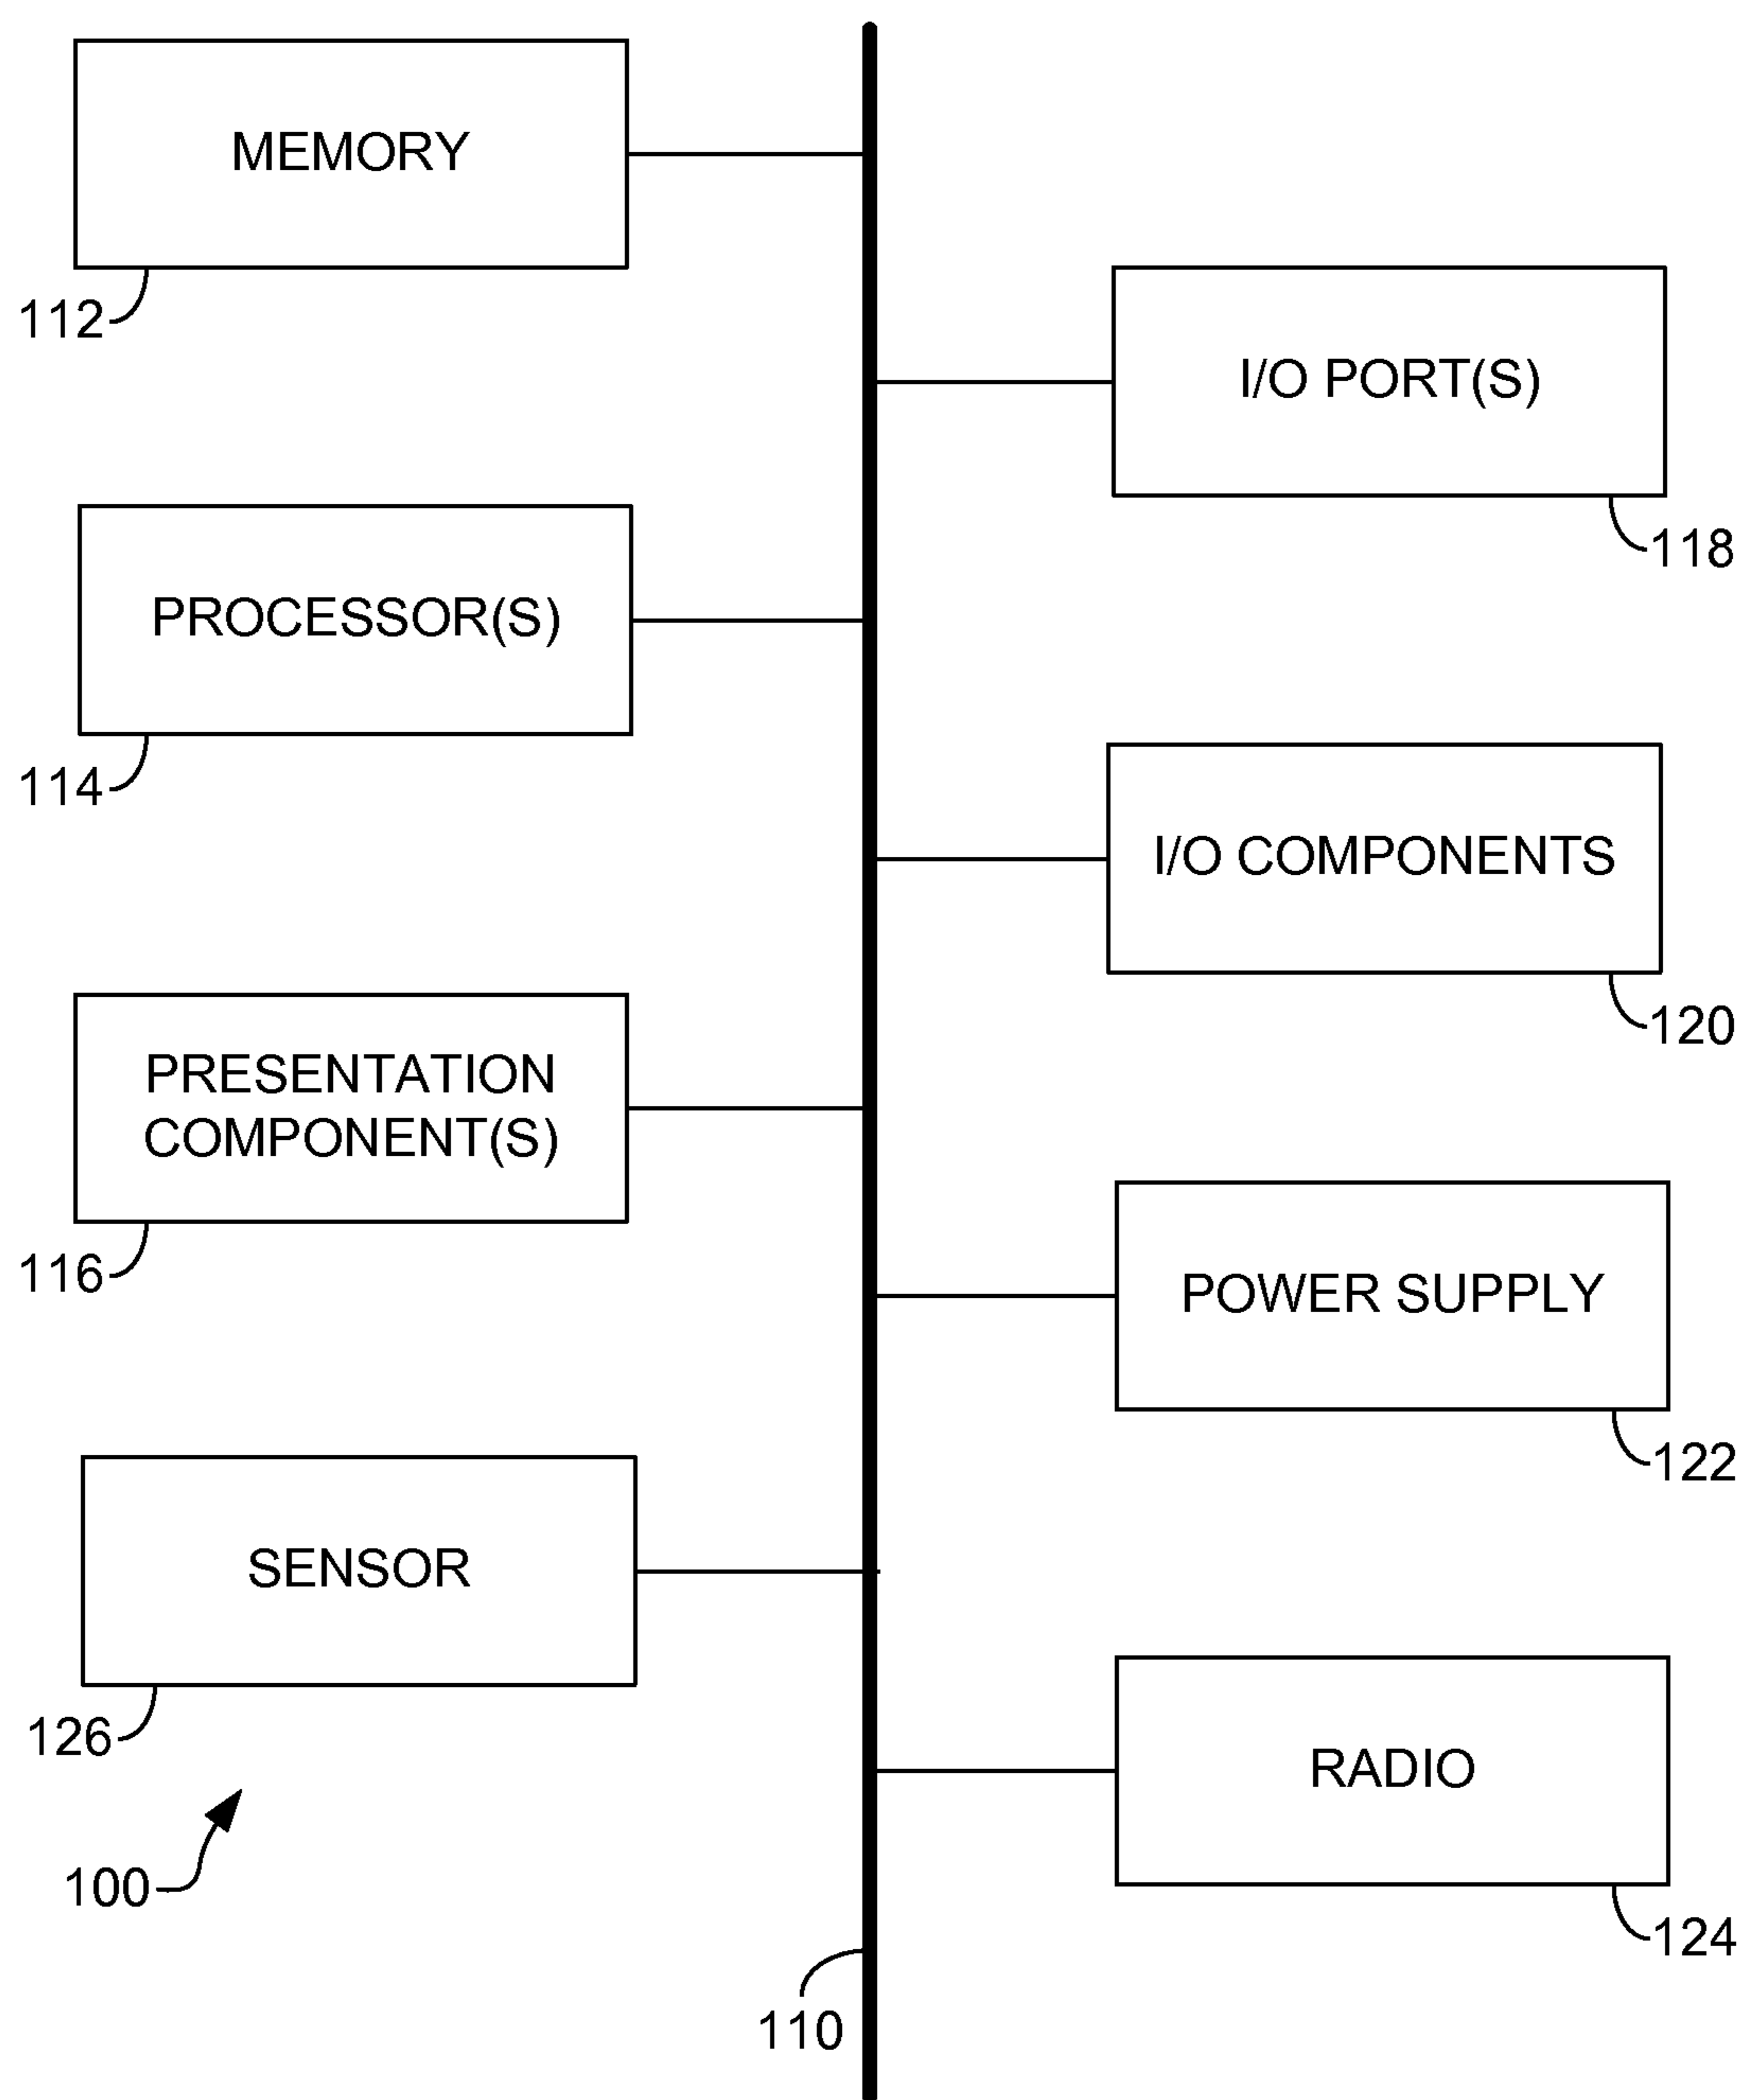 MEMORY
112
I/O PORT(S)
118
PROCESSOR(S)
114
I/O COMPONENTS
120
PRESENTATION
COMPONENT(S)
116
POWER SUPPLY
122
SENSOR
126
RADIO
124
100
110